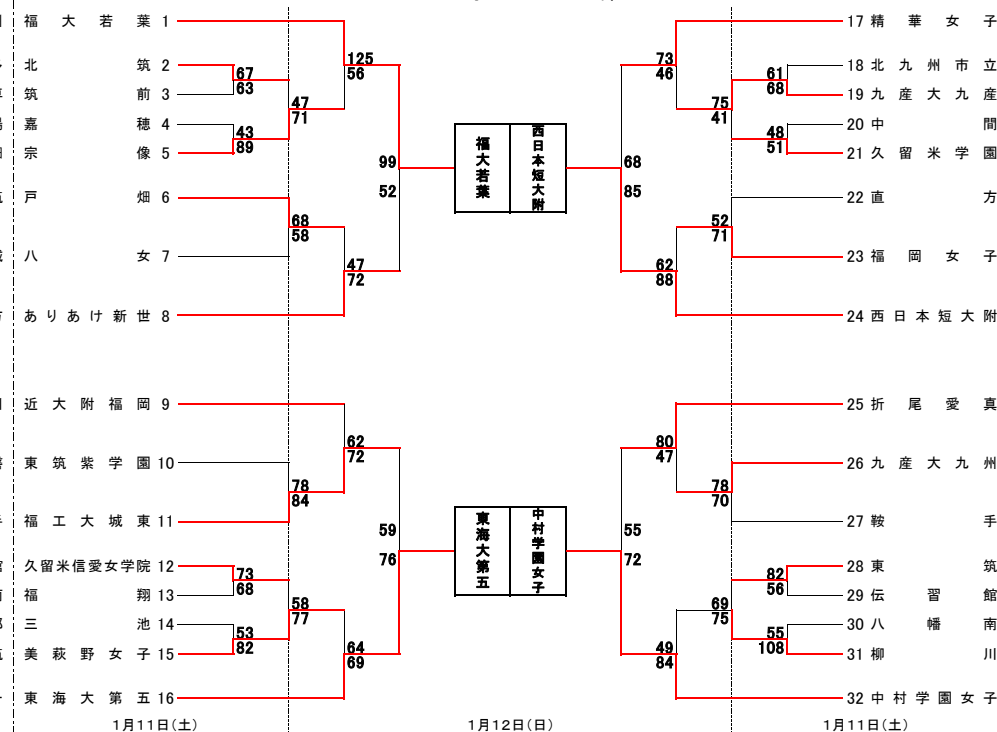 福大若葉 1
北筑 2
筑前 3
嘉穂 4
宗像 5
戸畑 6
八女 7
ありあけ新世 8
67
63
43
89
47
71
68
58
125
56
47
72
99
52
福大若葉
西日本短大附
68
85
73
46
62
88
75
41
52
71
61
68
48
51
17 精華女子
18 北九州市立
19 九産大九産
20 中間
21 久留米学園
22 直方
23 福岡女子
24 西日本短大附
近大附福岡 9
東筑紫学園 10
福工大城東 11
久留米信愛女学院 12
福翔 13
三池 14
美萩野女子 15
東海大第五 16
73
68
53
82
78
84
58
77
62
72
64
69
59
76
東海大第五
中村学園女子
55
72
80
47
49
84
78
70
69
75
82
56
55
108
25 折尾愛真
26 九産大九州
27 鞍手
28 東筑
29 伝習館
30 八幡南
31 柳川
32 中村学園女子
1月11日(土)
1月12日(日)
1月11日(土)